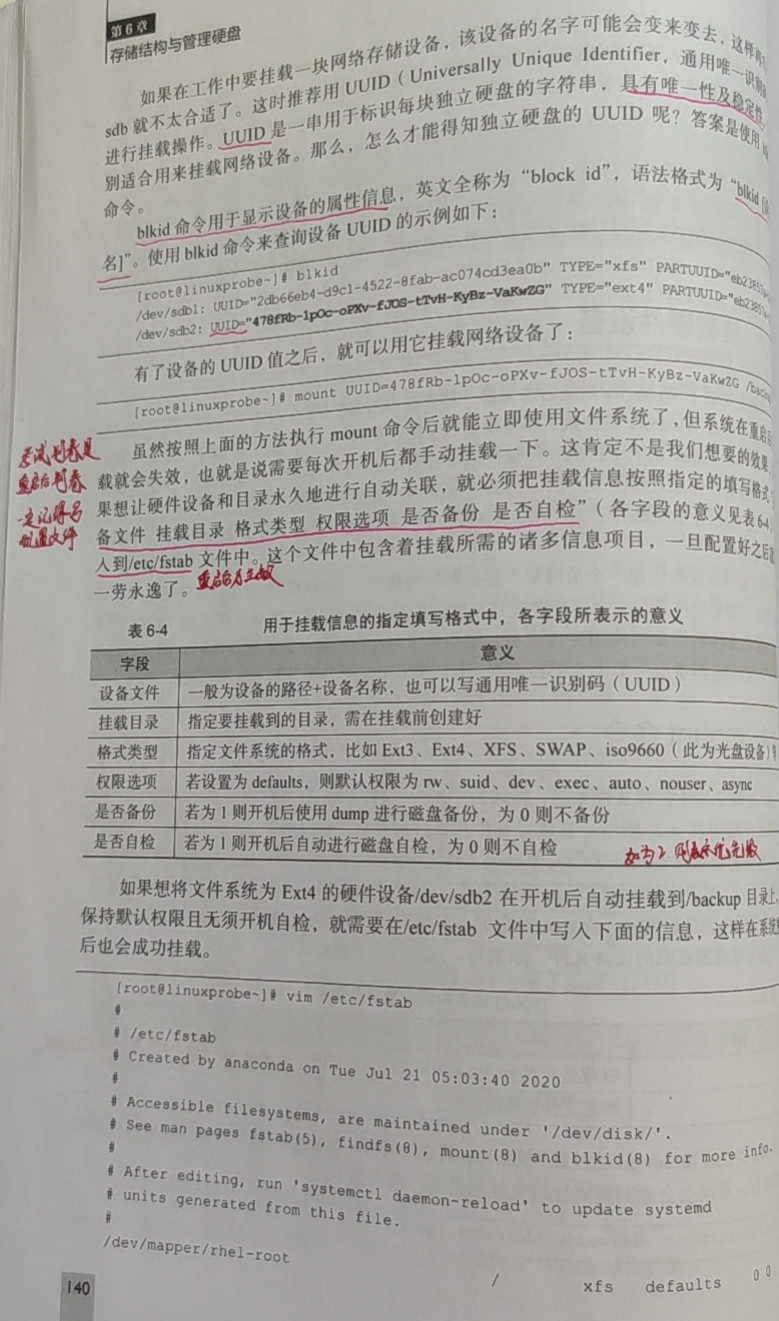 第6章
存储结构与管理硬盘
如果在工作中要挂载一块网络存储设备，该设备的名字可能会变来变去，这样再
sdb 就不太合适了。这时推荐用 UUID（Universally Unique Identifier，通用唯一识别
进行挂载操作。UUID 是一串用于标识每块独立硬盘的字符串，具有唯一性及稳定性，
别适合用来挂载网络设备。那么，怎么才能得知独立硬盘的 UUID 呢？答案是使用
命令。
blkid 命令用于显示设备的属性信息，英文全称为“block id”，语法格式为“blkid
名]”。使用 blkid 命令来查询设备 UUID 的示例如下：
[root@linuxprobe~]# blkid
/dev/sdb1: UUID="2db66eb4-d9c1-4522-8fab-ac074cd3ea0b" TYPE="xfs" PARTUUID="eb23857a
/dev/sdb2: UUID="478fRb-1pOc-oPXv-fJOS-tTvH-KyBz-VaKwZG" TYPE="ext4" PARTUUID="eb23857a
有了设备的 UUID 值之后，就可以用它挂载网络设备了：
[root@linuxprobe~]# mount UUID=478fRb-1pOc-oPXv-fJOS-tTvH-KyBz-VaKwZG /backup
虽然按照上面的方法执行 mount 命令后就能立即使用文件系统了，但系统在重启后
载就会失效，也就是说需要每次开机后都手动挂载一下。这肯定不是我们想要的效果，
果想让硬件设备和目录永久地进行自动关联，就必须把挂载信息按照指定的填写格式
备文件 挂载目录 格式类型 权限选项 是否备份 是否自检”（各字段的意义见表6-4
入到/etc/fstab 文件中。这个文件中包含着挂载所需的诸多信息项目，一旦配置好之后
一劳永逸了。重启后生效
考试判卷是
重启后判卷
一定记得写
配置文件
表 6-4 用于挂载信息的指定填写格式中，各字段所表示的意义
字段 意义
设备文件 一般为设备的路径+设备名称，也可以写通用唯一识别码（UUID）
挂载目录 指定要挂载到的目录，需在挂载前创建好
格式类型 指定文件系统的格式，比如 Ext3、Ext4、XFS、SWAP、iso9660（此为光盘设备）等
权限选项 若设置为 defaults，则默认权限为 rw、suid、dev、exec、auto、nouser、async
是否备份 若为 1 则开机后使用 dump 进行磁盘备份，为 0 则不备份
是否自检 若为 1 则开机后自动进行磁盘自检，为 0 则不自检
如为2 则表示优先级
如果想将文件系统为 Ext4 的硬件设备/dev/sdb2 在开机后自动挂载到/backup 目录上，
保持默认权限且无须开机自检，就需要在/etc/fstab 文件中写入下面的信息，这样在系统
后也会成功挂载。
[root@linuxprobe~]# vim /etc/fstab
#
# /etc/fstab
# Created by anaconda on Tue Jul 21 05:03:40 2020
#
# Accessible filesystems, are maintained under '/dev/disk/'.
# See man pages fstab(5), findfs(8), mount(8) and blkid(8) for more info.
#
# After editing, run 'systemctl daemon-reload' to update systemd
# units generated from this file.
#
/dev/mapper/rhel-root / xfs defaults 0 0
140